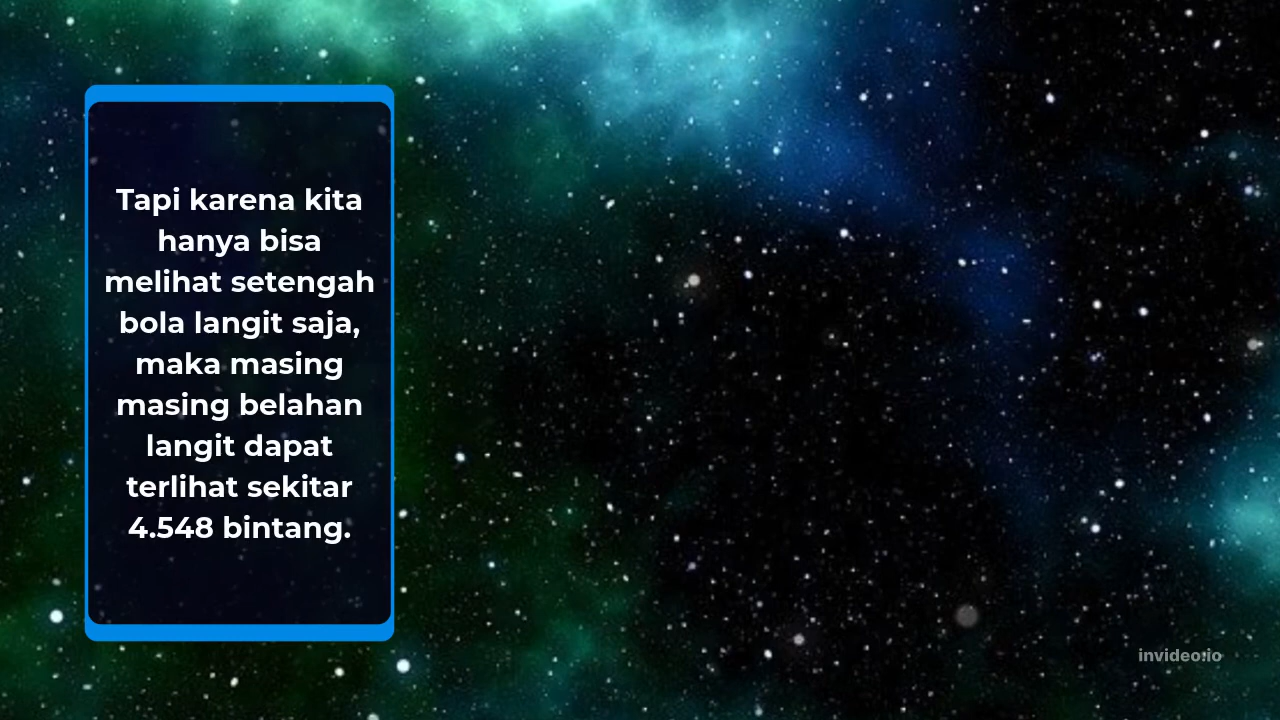 Tapi karena kita
hanya bisa
melihat setengah
bola langit saja,
maka masing
masing belahan
langit dapat
terlihat sekitar
4.548 bintang.
invideo.io